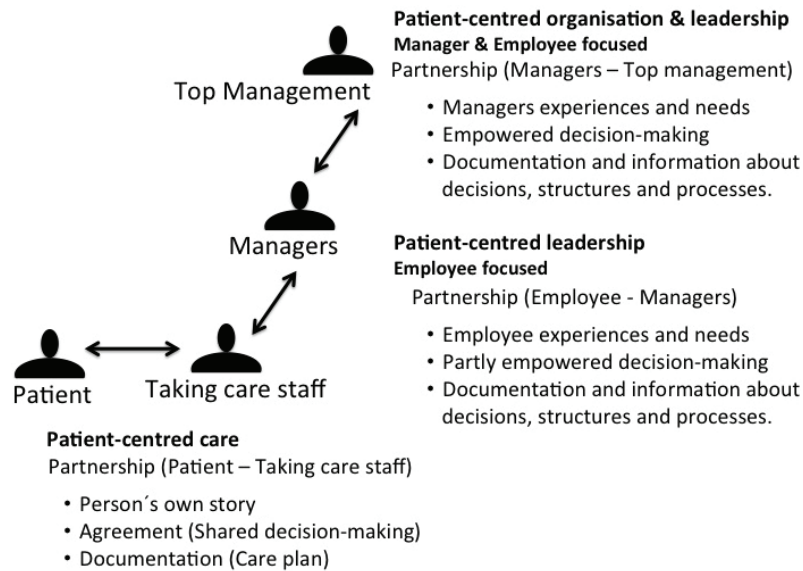 Patient-centred organisation & leadership
Manager & Employee focused
Partnership (Managers – Top management)
• Managers experiences and needs
• Empowered decision-making
• Documentation and information about
decisions, structures and processes.
Top Management
Managers
Patient-centred leadership
Employee focused
Partnership (Employee - Managers)
• Employee experiences and needs
• Partly empowered decision-making
• Documentation and information about
decisions, structures and processes.
Patient
Taking care staff
Patient-centred care
Partnership (Patient – Taking care staff)
• Person´s own story
• Agreement (Shared decision-making)
• Documentation (Care plan)